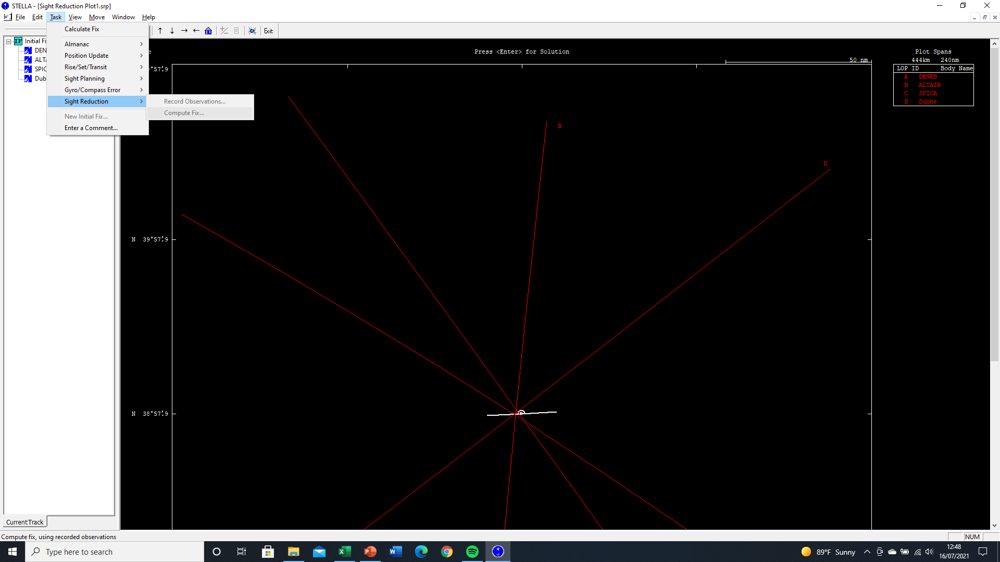 STELLA - [Sight Reduction Plot1.srp]
File Edit Task View Move Window Help
Calculate Fix
Almanac
Position Update
Rise/Set/Transit
Sight Planning
Gyro/Compass Error
Sight Reduction
New Initial Fix...
Enter a Comment...
Record Observations...
Compute Fix...
Exit
IF Initial Fi
DEN
ALT
SPIC
Dub
Press <Enter> for Solution
50 nm
Plot Spans
444km 240nm
LOP ID Body Name
A DENEB
B ALTAIR
C SPICA
D Dubhe
°57.'9
B
D
N 39°57.'9
N 38°57.'9
CurrentTrack
Compute fix, using recorded observations
NUM
Type here to search
89°F Sunny
12:48
16/07/2021